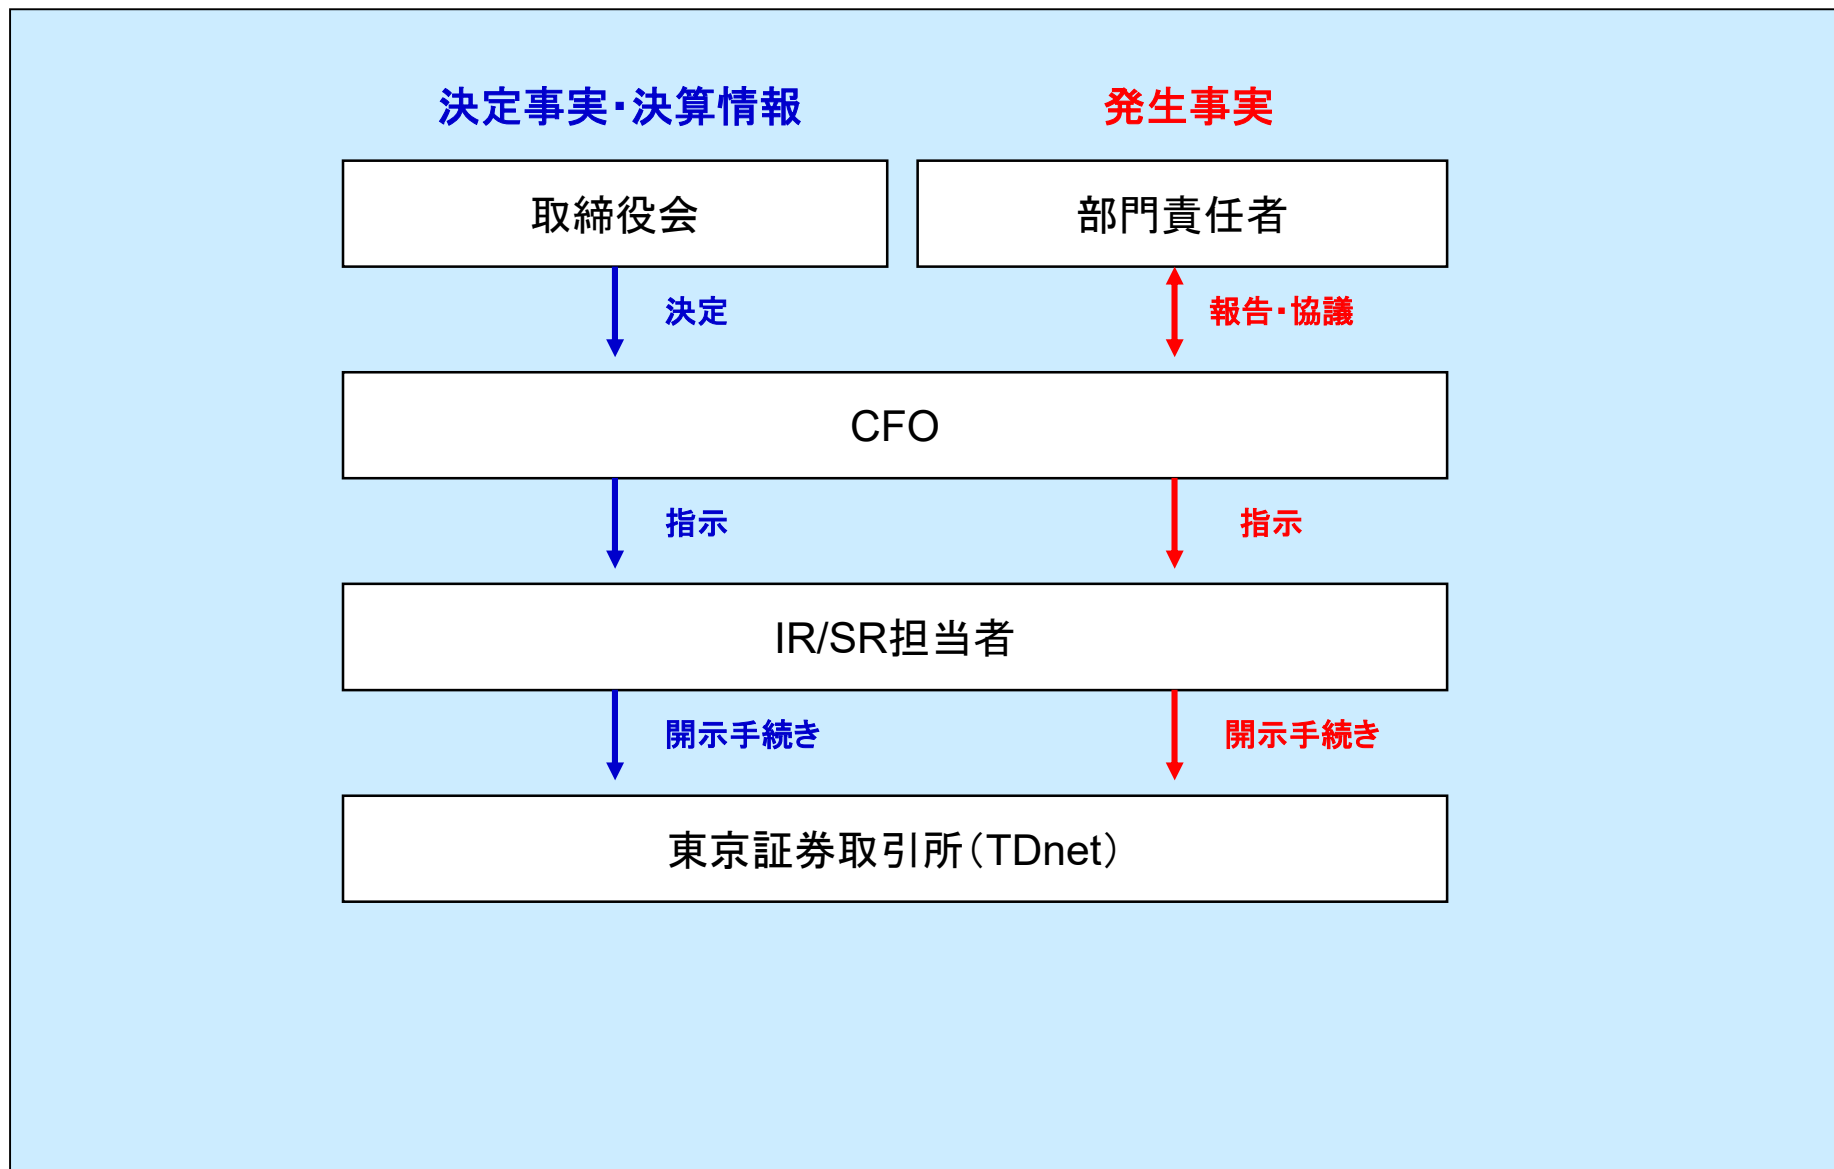 決定事実・決算情報
発生事実
取締役会
部門責任者
決定
報告・協議
CFO
指示
指示
IR/SR担当者
開示手続き
開示手続き
東京証券取引所（TDnet）